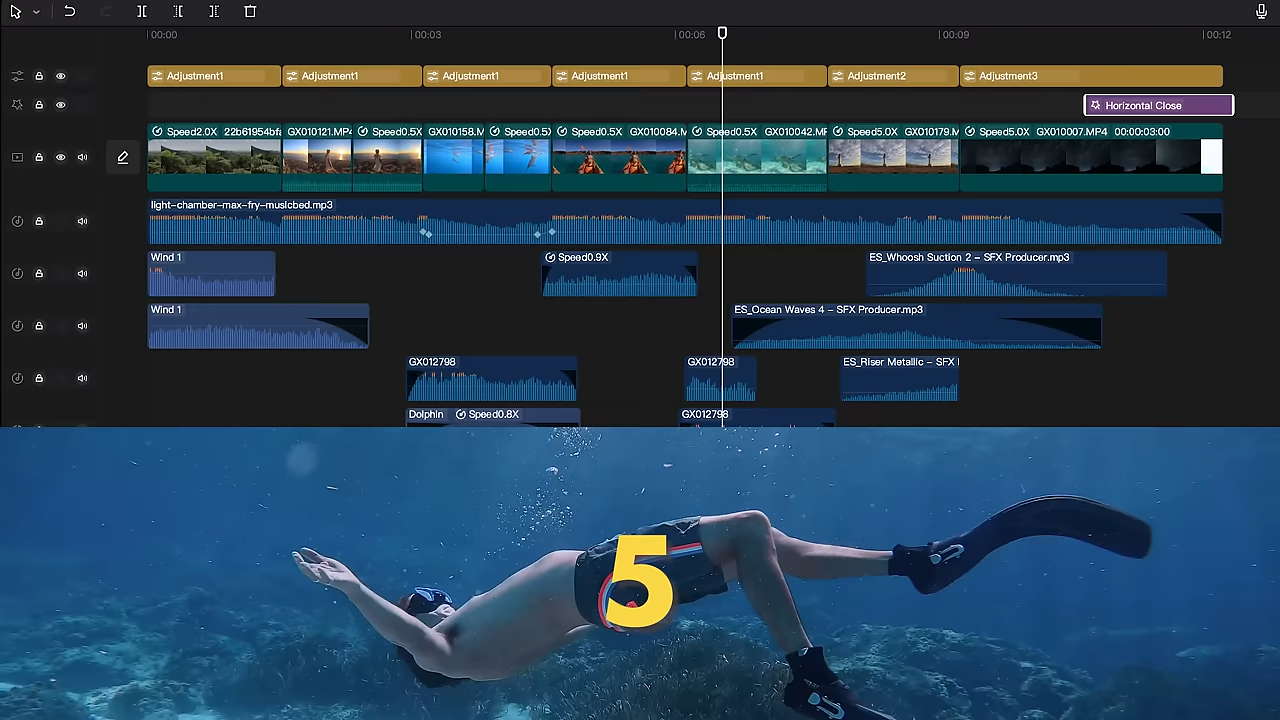 00:00 00:03 00:06 00:09 00:12
Adjustment1 Adjustment1 Adjustment1 Adjustment1 Adjustment1 Adjustment2 Adjustment3
Horizontal Close
Speed2.0X 22b61954bfa GX010121.MP4 Speed0.5X GX010158.M Speed0.5X Speed0.5X GX010084.M Speed0.5X GX010042.MP Speed5.0X GX010179.M Speed5.0X GX010007.MP4 00:00:03:00
light-chamber-max-fry-musicbed.mp3
Wind 1 Speed0.9X ES_Whoosh Suction 2 – SFX Producer.mp3
Wind 1 ES_Ocean Waves 4 – SFX Producer.mp3
GX012798 GX012798 ES_Riser Metallic – SFX
Dolphin Speed0.8X GX012798
5